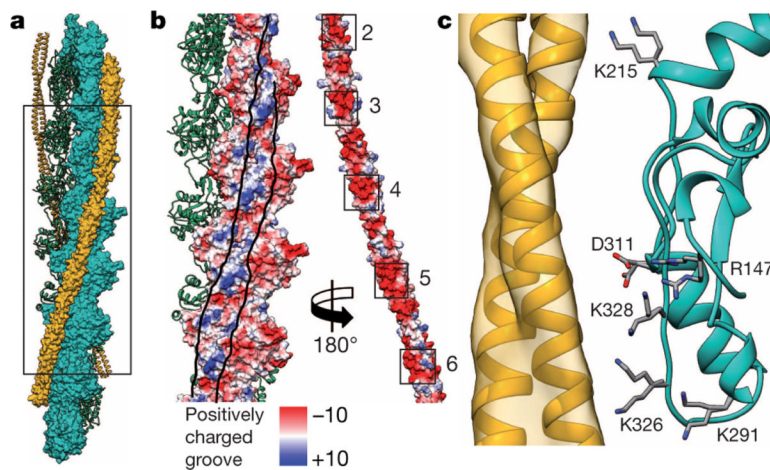 a
b
2
3
4
5
6
180°
Positively
charged
groove
−10
+10
c
K215
D311
R147
K328
K326
K291